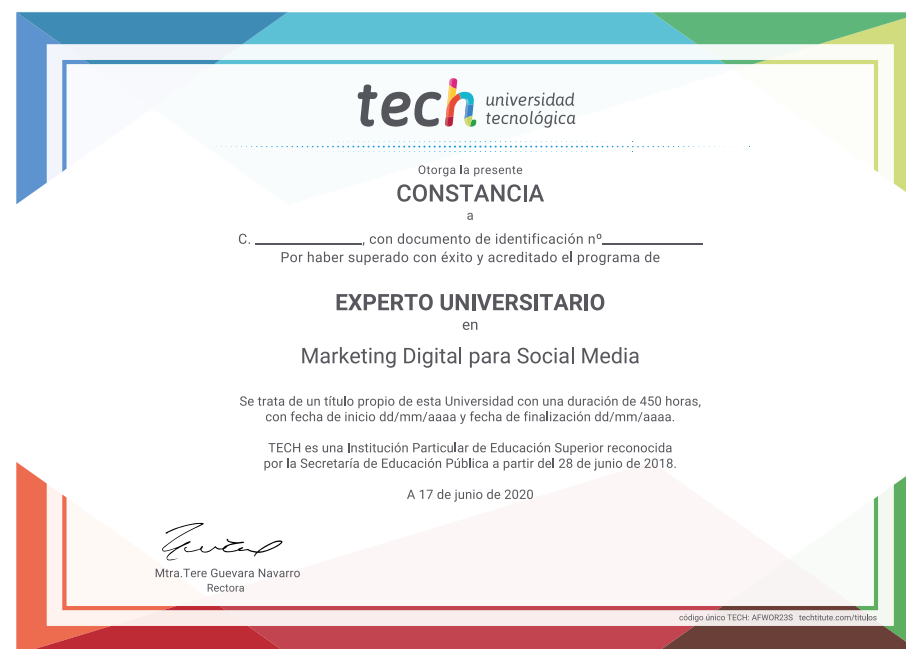 tech universidad
tecnológica
Otorga la presente
CONSTANCIA
a
C. ________________, con documento de identificación nº_______________
Por haber superado con éxito y acreditado el programa de
EXPERTO UNIVERSITARIO
en
Marketing Digital para Social Media
Se trata de un título propio de esta Universidad con una duración de 450 horas,
con fecha de inicio dd/mm/aaaa y fecha de finalización dd/mm/aaaa.
TECH es una Institución Particular de Educación Superior reconocida
por la Secretaría de Educación Pública a partir del 28 de junio de 2018.
A 17 de junio de 2020
Mtra.Tere Guevara Navarro
Rectora
código único TECH: AFWOR23S techtitute.com/titulos